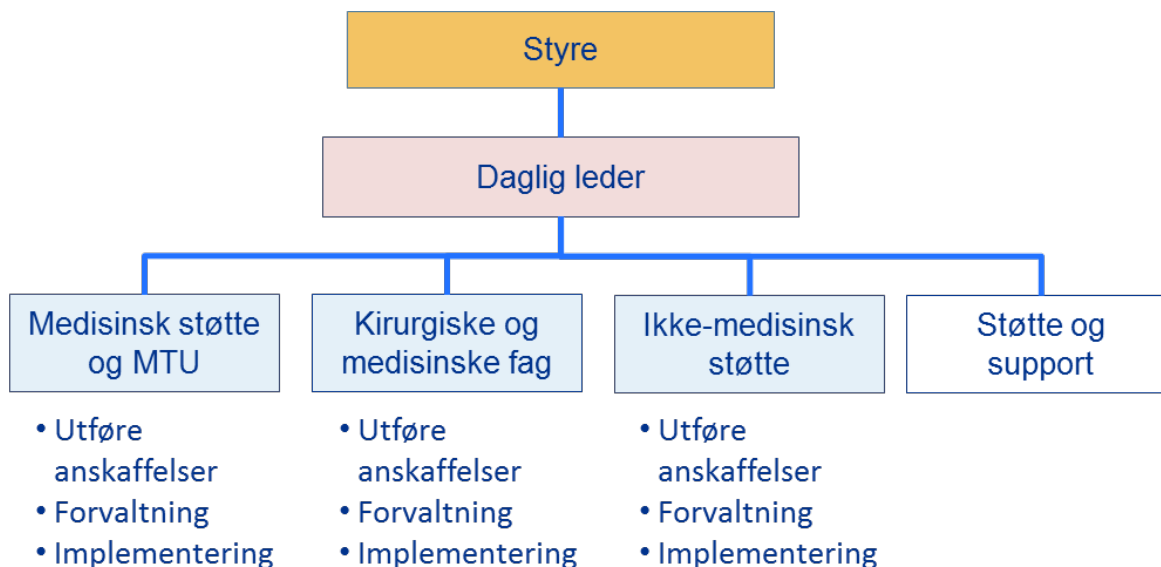 Styre
Daglig leder
Medisinsk støtte
og MTU
Kirurgiske og
medisinske fag
Ikke-medisinsk
støtte
Støtte og
support
• Utføre
anskaffelser
• Forvaltning
• Implementering
• Utføre
anskaffelser
• Forvaltning
• Implementering
• Utføre
anskaffelser
• Forvaltning
• Implementering